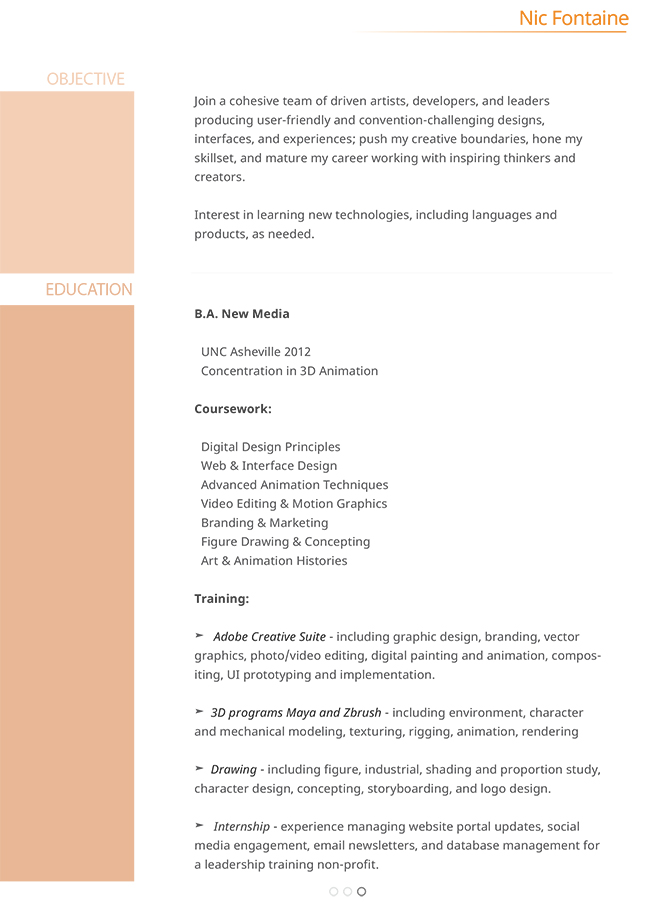 Nic Fontaine
OBJECTIVE
Join a cohesive team of driven artists, developers, and leaders
producing user-friendly and convention-challenging designs,
interfaces, and experiences; push my creative boundaries, hone my
skillset, and mature my career working with inspiring thinkers and
creators.
Interest in learning new technologies, including languages and
products, as needed.
EDUCATION
B.A. New Media
UNC Asheville 2012
Concentration in 3D Animation
Coursework:
Digital Design Principles
Web & Interface Design
Advanced Animation Techniques
Video Editing & Motion Graphics
Branding & Marketing
Figure Drawing & Concepting
Art & Animation Histories
Training:
➢ Adobe Creative Suite - including graphic design, branding, vector
graphics, photo/video editing, digital painting and animation, compos-
iting, UI prototyping and implementation.
➢ 3D programs Maya and Zbrush - including environment, character
and mechanical modeling, texturing, rigging, animation, rendering
➢ Drawing - including figure, industrial, shading and proportion study,
character design, concepting, storyboarding, and logo design.
➢ Internship - experience managing website portal updates, social
media engagement, email newsletters, and database management for
a leadership training non-profit.